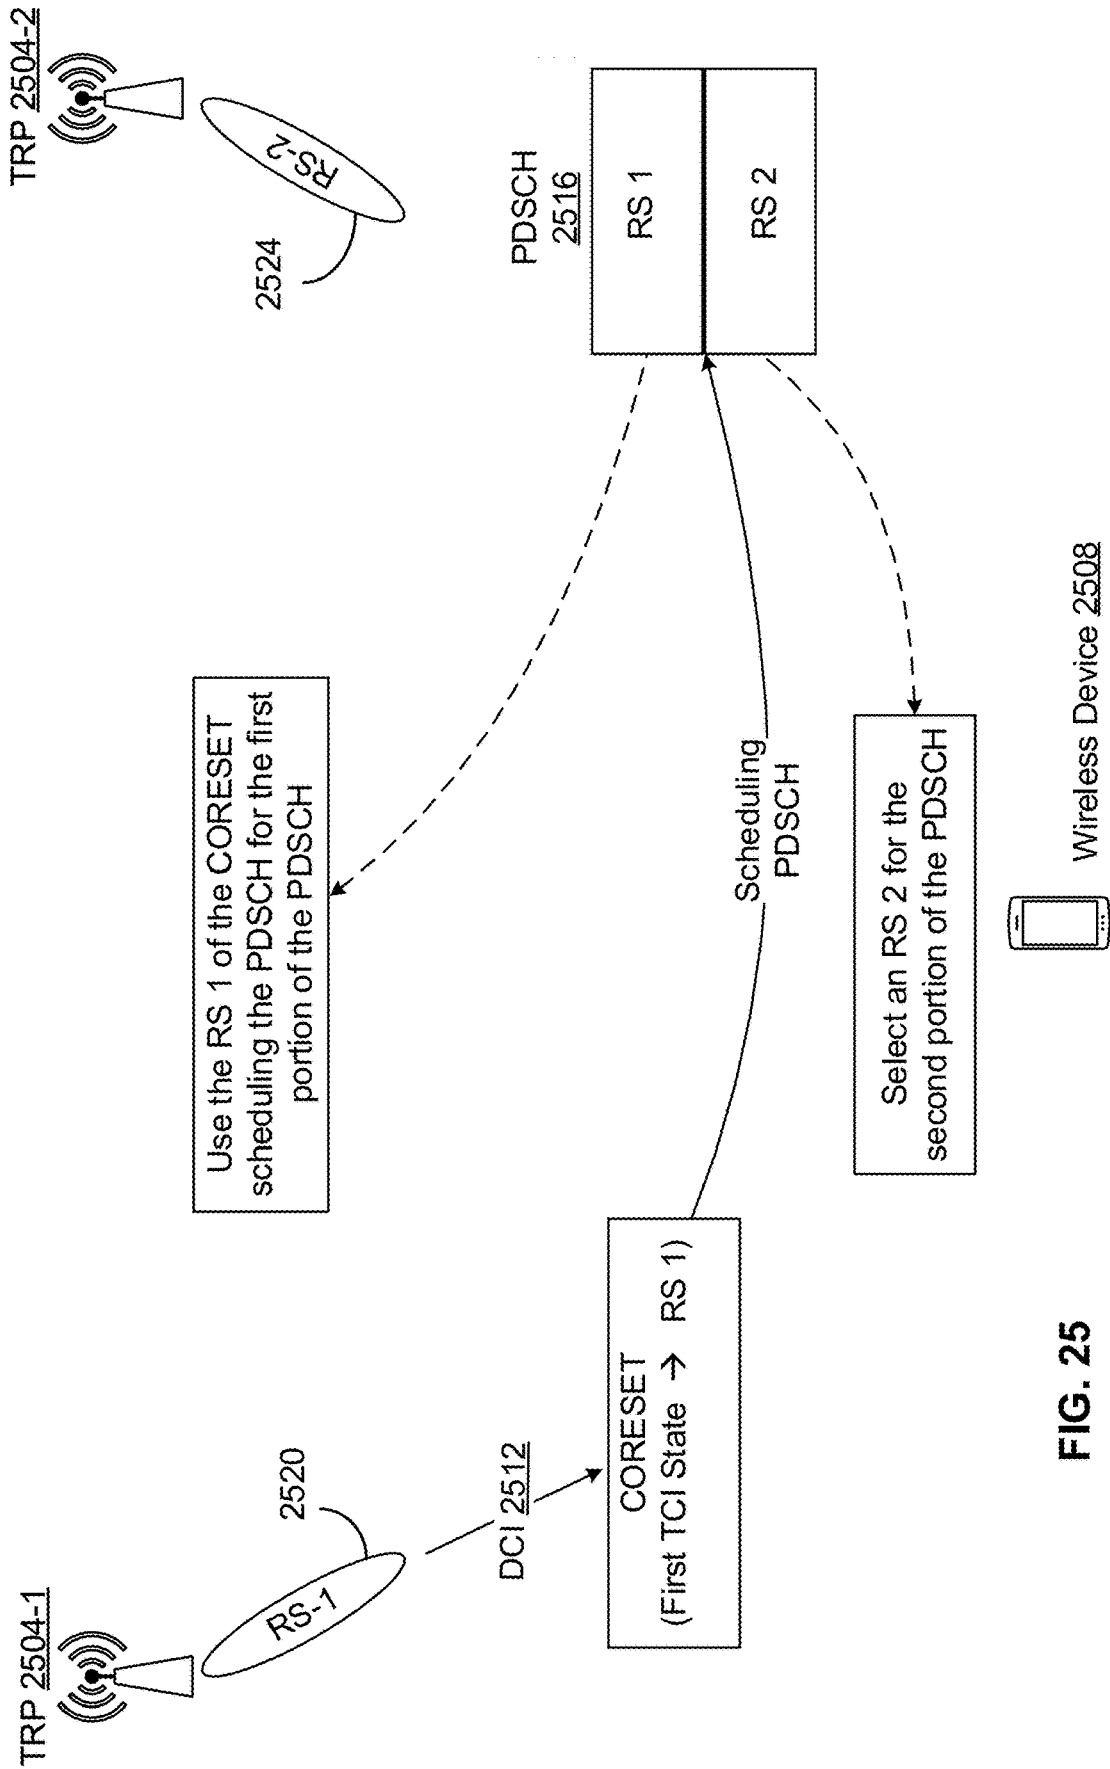 TRP 2504-1
TRP 2504-2
RS-1
2520
RS-2
2524
DCI 2512
Use the RS 1 of the CORESET
scheduling the PDSCH for the first
portion of the PDSCH
PDSCH
2516
RS 1
RS 2
CORESET
(First TCI State → RS 1)
Scheduling
PDSCH
Select an RS 2 for the
second portion of the PDSCH
Wireless Device 2508
FIG. 25